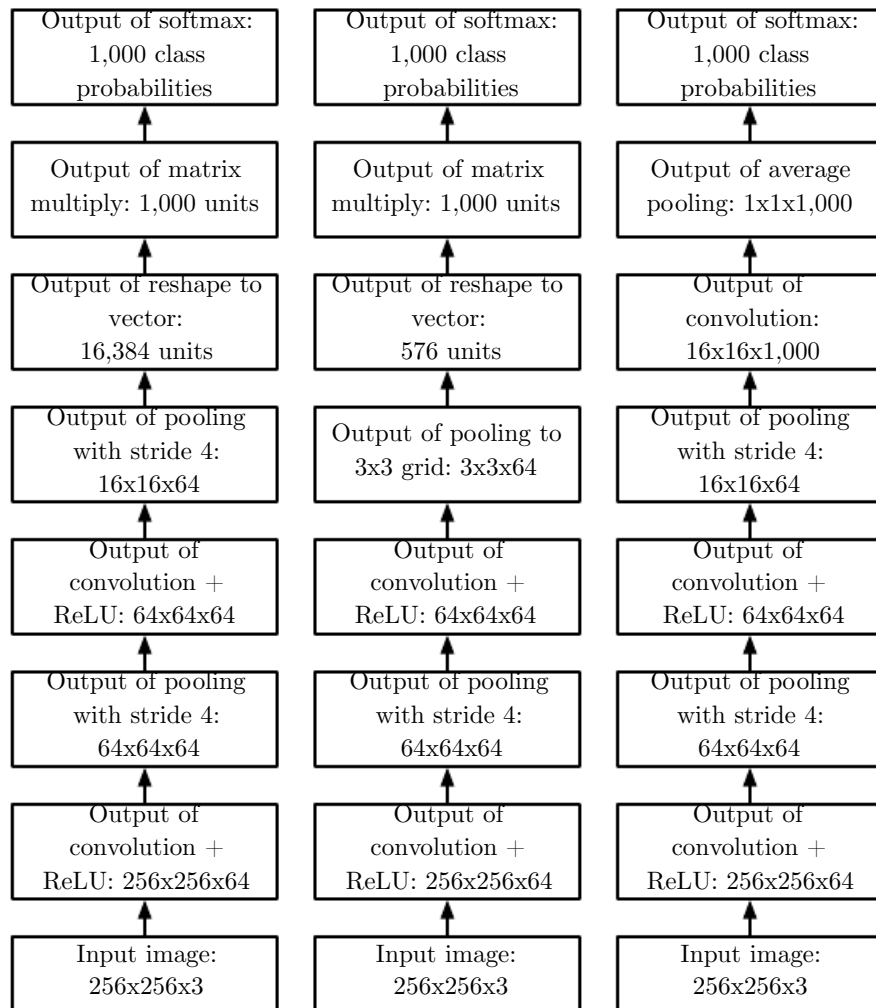 Output of softmax:
1,000 class
probabilities
Output of matrix
multiply: 1,000 units
Output of reshape to
vector:
16,384 units
Output of pooling
with stride 4:
16x16x64
Output of
convolution +
ReLU: 64x64x64
Output of pooling
with stride 4:
64x64x64
Output of
convolution +
ReLU: 256x256x64
Input image:
256x256x3
Output of softmax:
1,000 class
probabilities
Output of matrix
multiply: 1,000 units
Output of reshape to
vector:
576 units
Output of pooling to
3x3 grid: 3x3x64
Output of
convolution +
ReLU: 64x64x64
Output of pooling
with stride 4:
64x64x64
Output of
convolution +
ReLU: 256x256x64
Input image:
256x256x3
Output of softmax:
1,000 class
probabilities
Output of average
pooling: 1x1x1,000
Output of
convolution:
16x16x1,000
Output of pooling
with stride 4:
16x16x64
Output of
convolution +
ReLU: 64x64x64
Output of pooling
with stride 4:
64x64x64
Output of
convolution +
ReLU: 256x256x64
Input image:
256x256x3